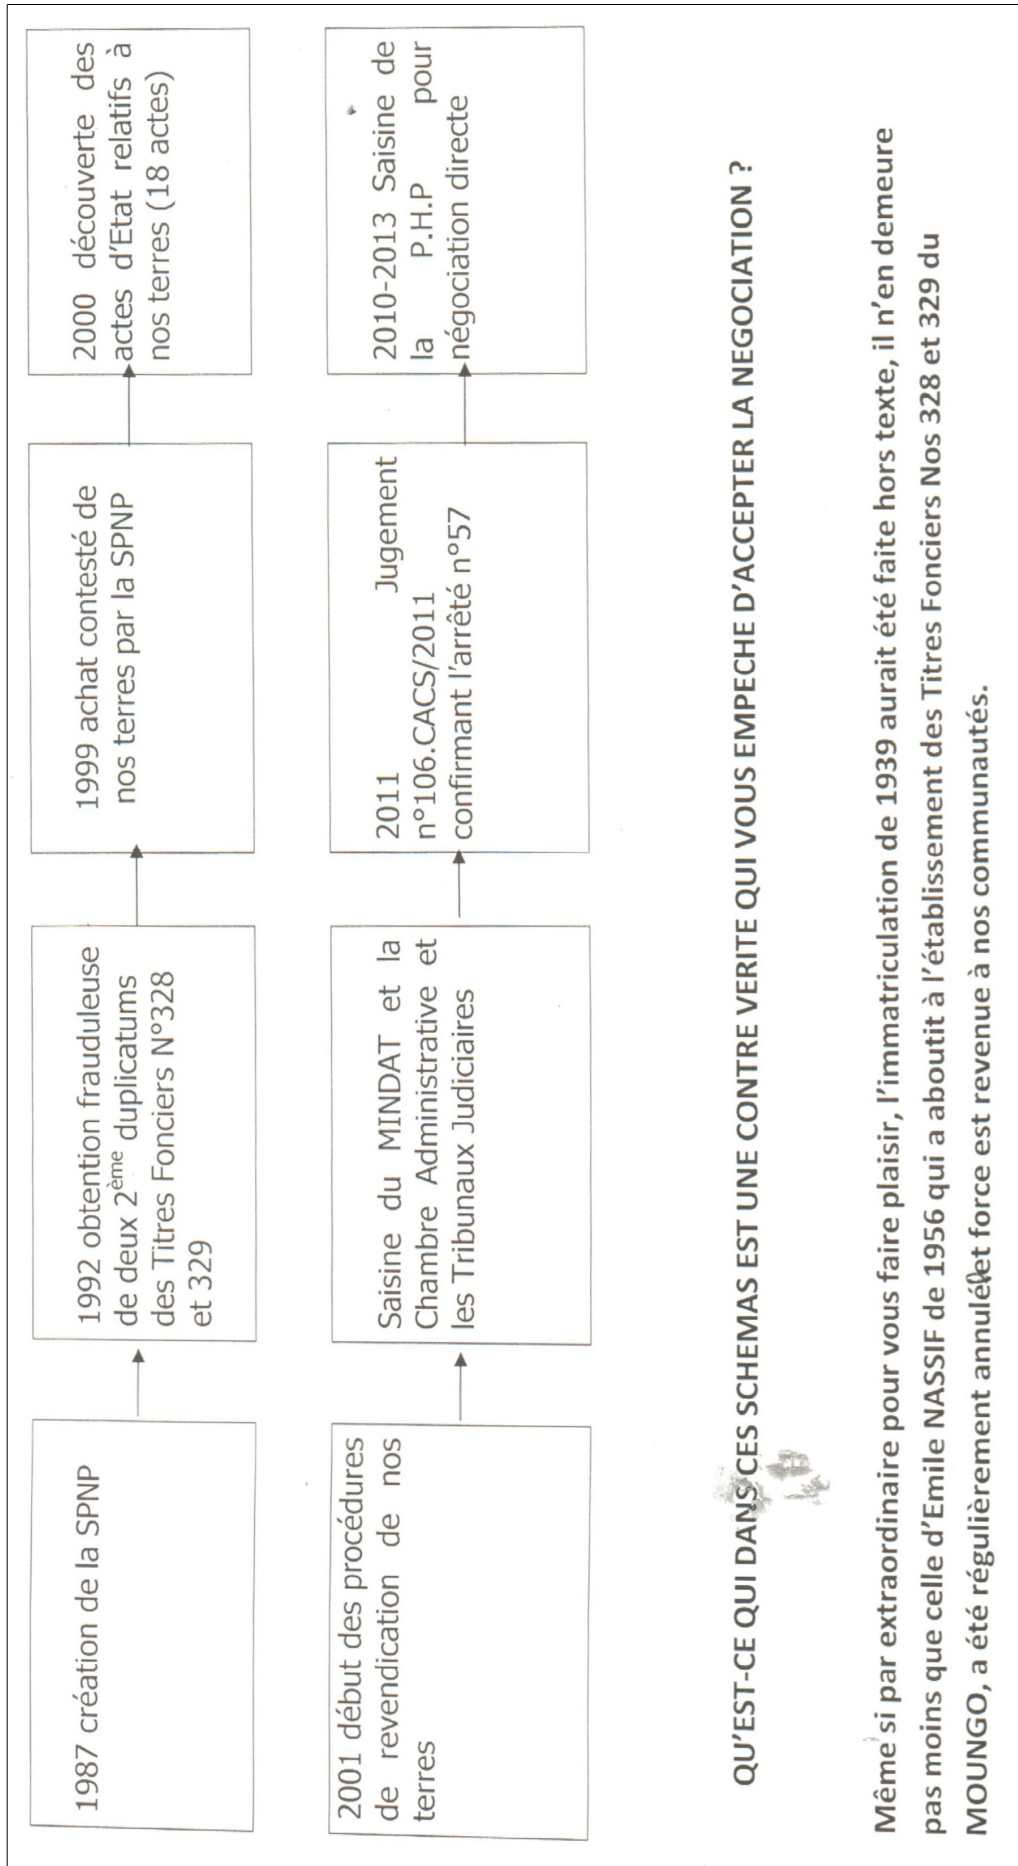 1987 création de la SPNP
1992 obtention frauduleuse
de deux 2ème duplicatums
des Titres Fonciers N°328
et 329
1999 achat contesté de
nos terres par la SPNP
2000 découverte des
actes d'Etat relatifs à
nos terres (18 actes)
2001 début des procédures
de revendication de nos
terres
Saisine du MINDAT et la
Chambre Administrative et
les Tribunaux Judiciaires
2011 Jugement
n°106.CACS/2011
confirmant l'arrêté n°57
2010-2013 Saisine de
la P.H.P pour
négociation directe
QU'EST-CE QUI DANS CES SCHEMAS EST UNE CONTRE VERITE QUI VOUS EMPECHE D'ACCEPTER LA NEGOCIATION ?
Même si par extraordinaire pour vous faire plaisir, l'immatriculation de 1939 aurait été faite hors texte, il n'en demeure
pas moins que celle d'Emile NASSIF de 1956 qui a aboutit à l'établissement des Titres Fonciers Nos 328 et 329 du
MOUNGO, a été régulièrement annulée et force est revenue à nos communautés.